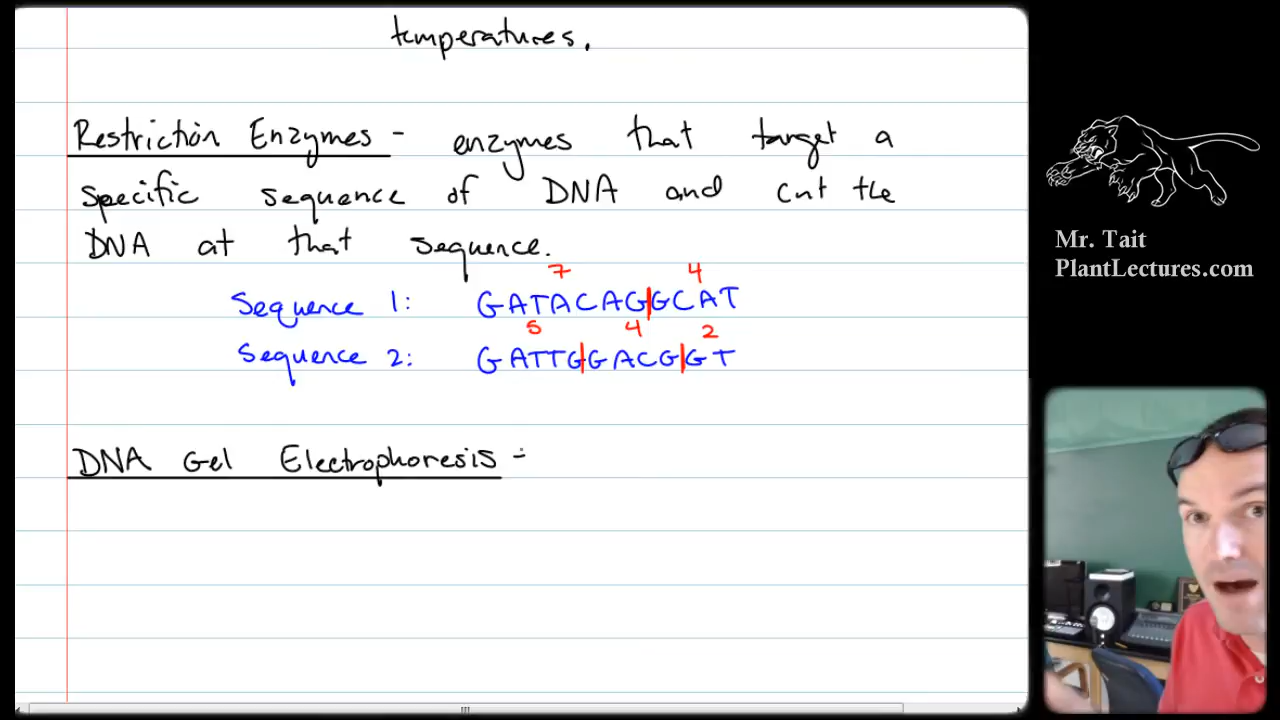 temperatures.
Restriction Enzymes - enzymes that target a
specific sequence of DNA and cut the
DNA at that sequence.
7 4
Sequence 1: GATACAG|GCAT
5 4 2
Sequence 2: GATTG|GACG|GT
DNA Gel Electrophoresis -
Mr. Tait
PlantLectures.com